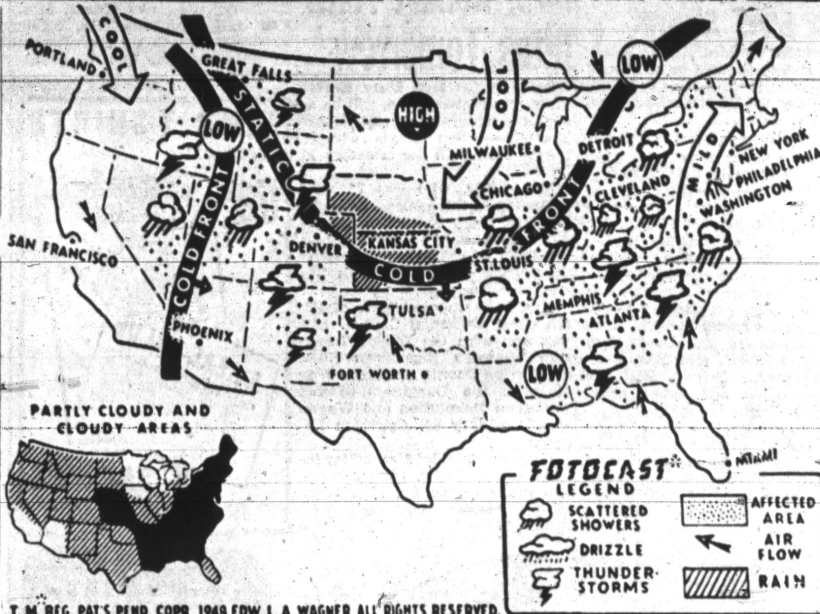 COOL
PORTLAND
GREAT FALLS
LOW
STATIC
HIGH
COOL
LOW
MILWAUKEE
DETROIT
CHICAGO
CLEVELAND
MILD
NEW YORK
PHILADELPHIA
WASHINGTON
COLD FRONT
SAN FRANCISCO
DENVER
KANSAS CITY
COLD
FRONT
ST. LOUIS
PHOENIX
TULSA
MEMPHIS
ATLANTA
FORT WORTH
LOW
MIAMI
PARTLY CLOUDY AND
CLOUDY AREAS
FOTOCAST
LEGEND
SCATTERED
SHOWERS
DRIZZLE
THUNDER-
STORMS
AFFECTED
AREA
AIR
FLOW
RAIN
T. M. REG. PAT'S PEND. COPR. 1949 EDW. L. A. WAGNER ALL RIGHTS RESERVED.